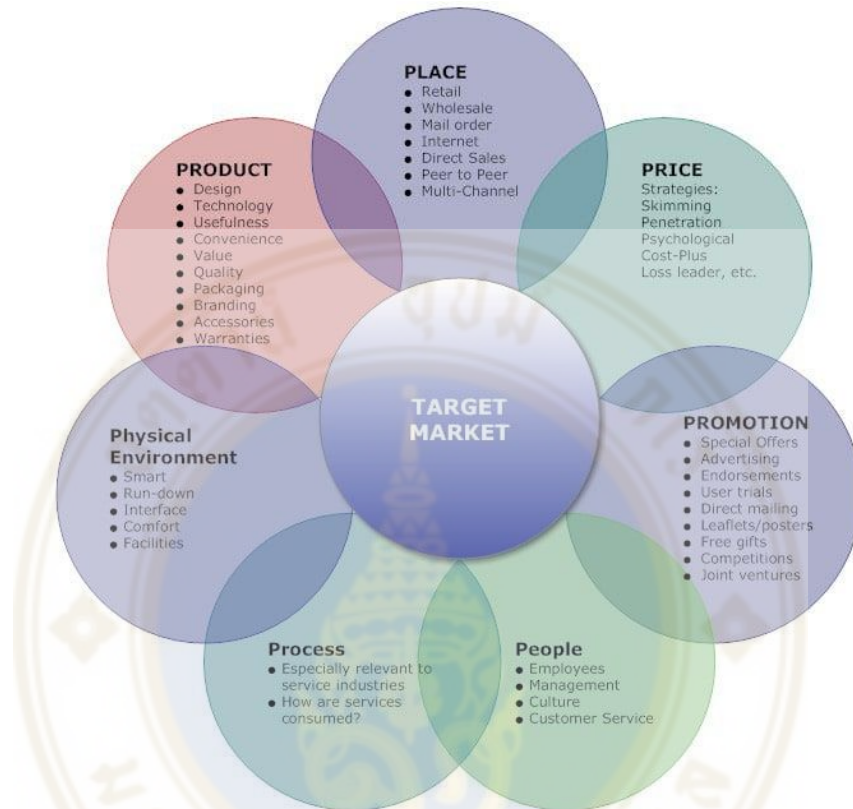 PLACE
● Retail
● Wholesale
● Mail order
● Internet
● Direct Sales
● Peer to Peer
● Multi-Channel
PRODUCT
● Design
● Technology
● Usefulness
● Convenience
● Value
● Quality
● Packaging
● Branding
● Accessories
● Warranties
PRICE
Strategies:
Skimming
Penetration
Psychological
Cost-Plus
Loss leader, etc.
TARGET
MARKET
Physical
Environment
● Smart
● Run-down
● Interface
● Comfort
● Facilities
PROMOTION
● Special Offers
● Advertising
● Endorsements
● User trials
● Direct mailing
● Leaflets/posters
● Free gifts
● Competitions
● Joint ventures
Process
● Especially relevant to
service industries
● How are services
consumed?
People
● Employees
● Management
● Culture
● Customer Service